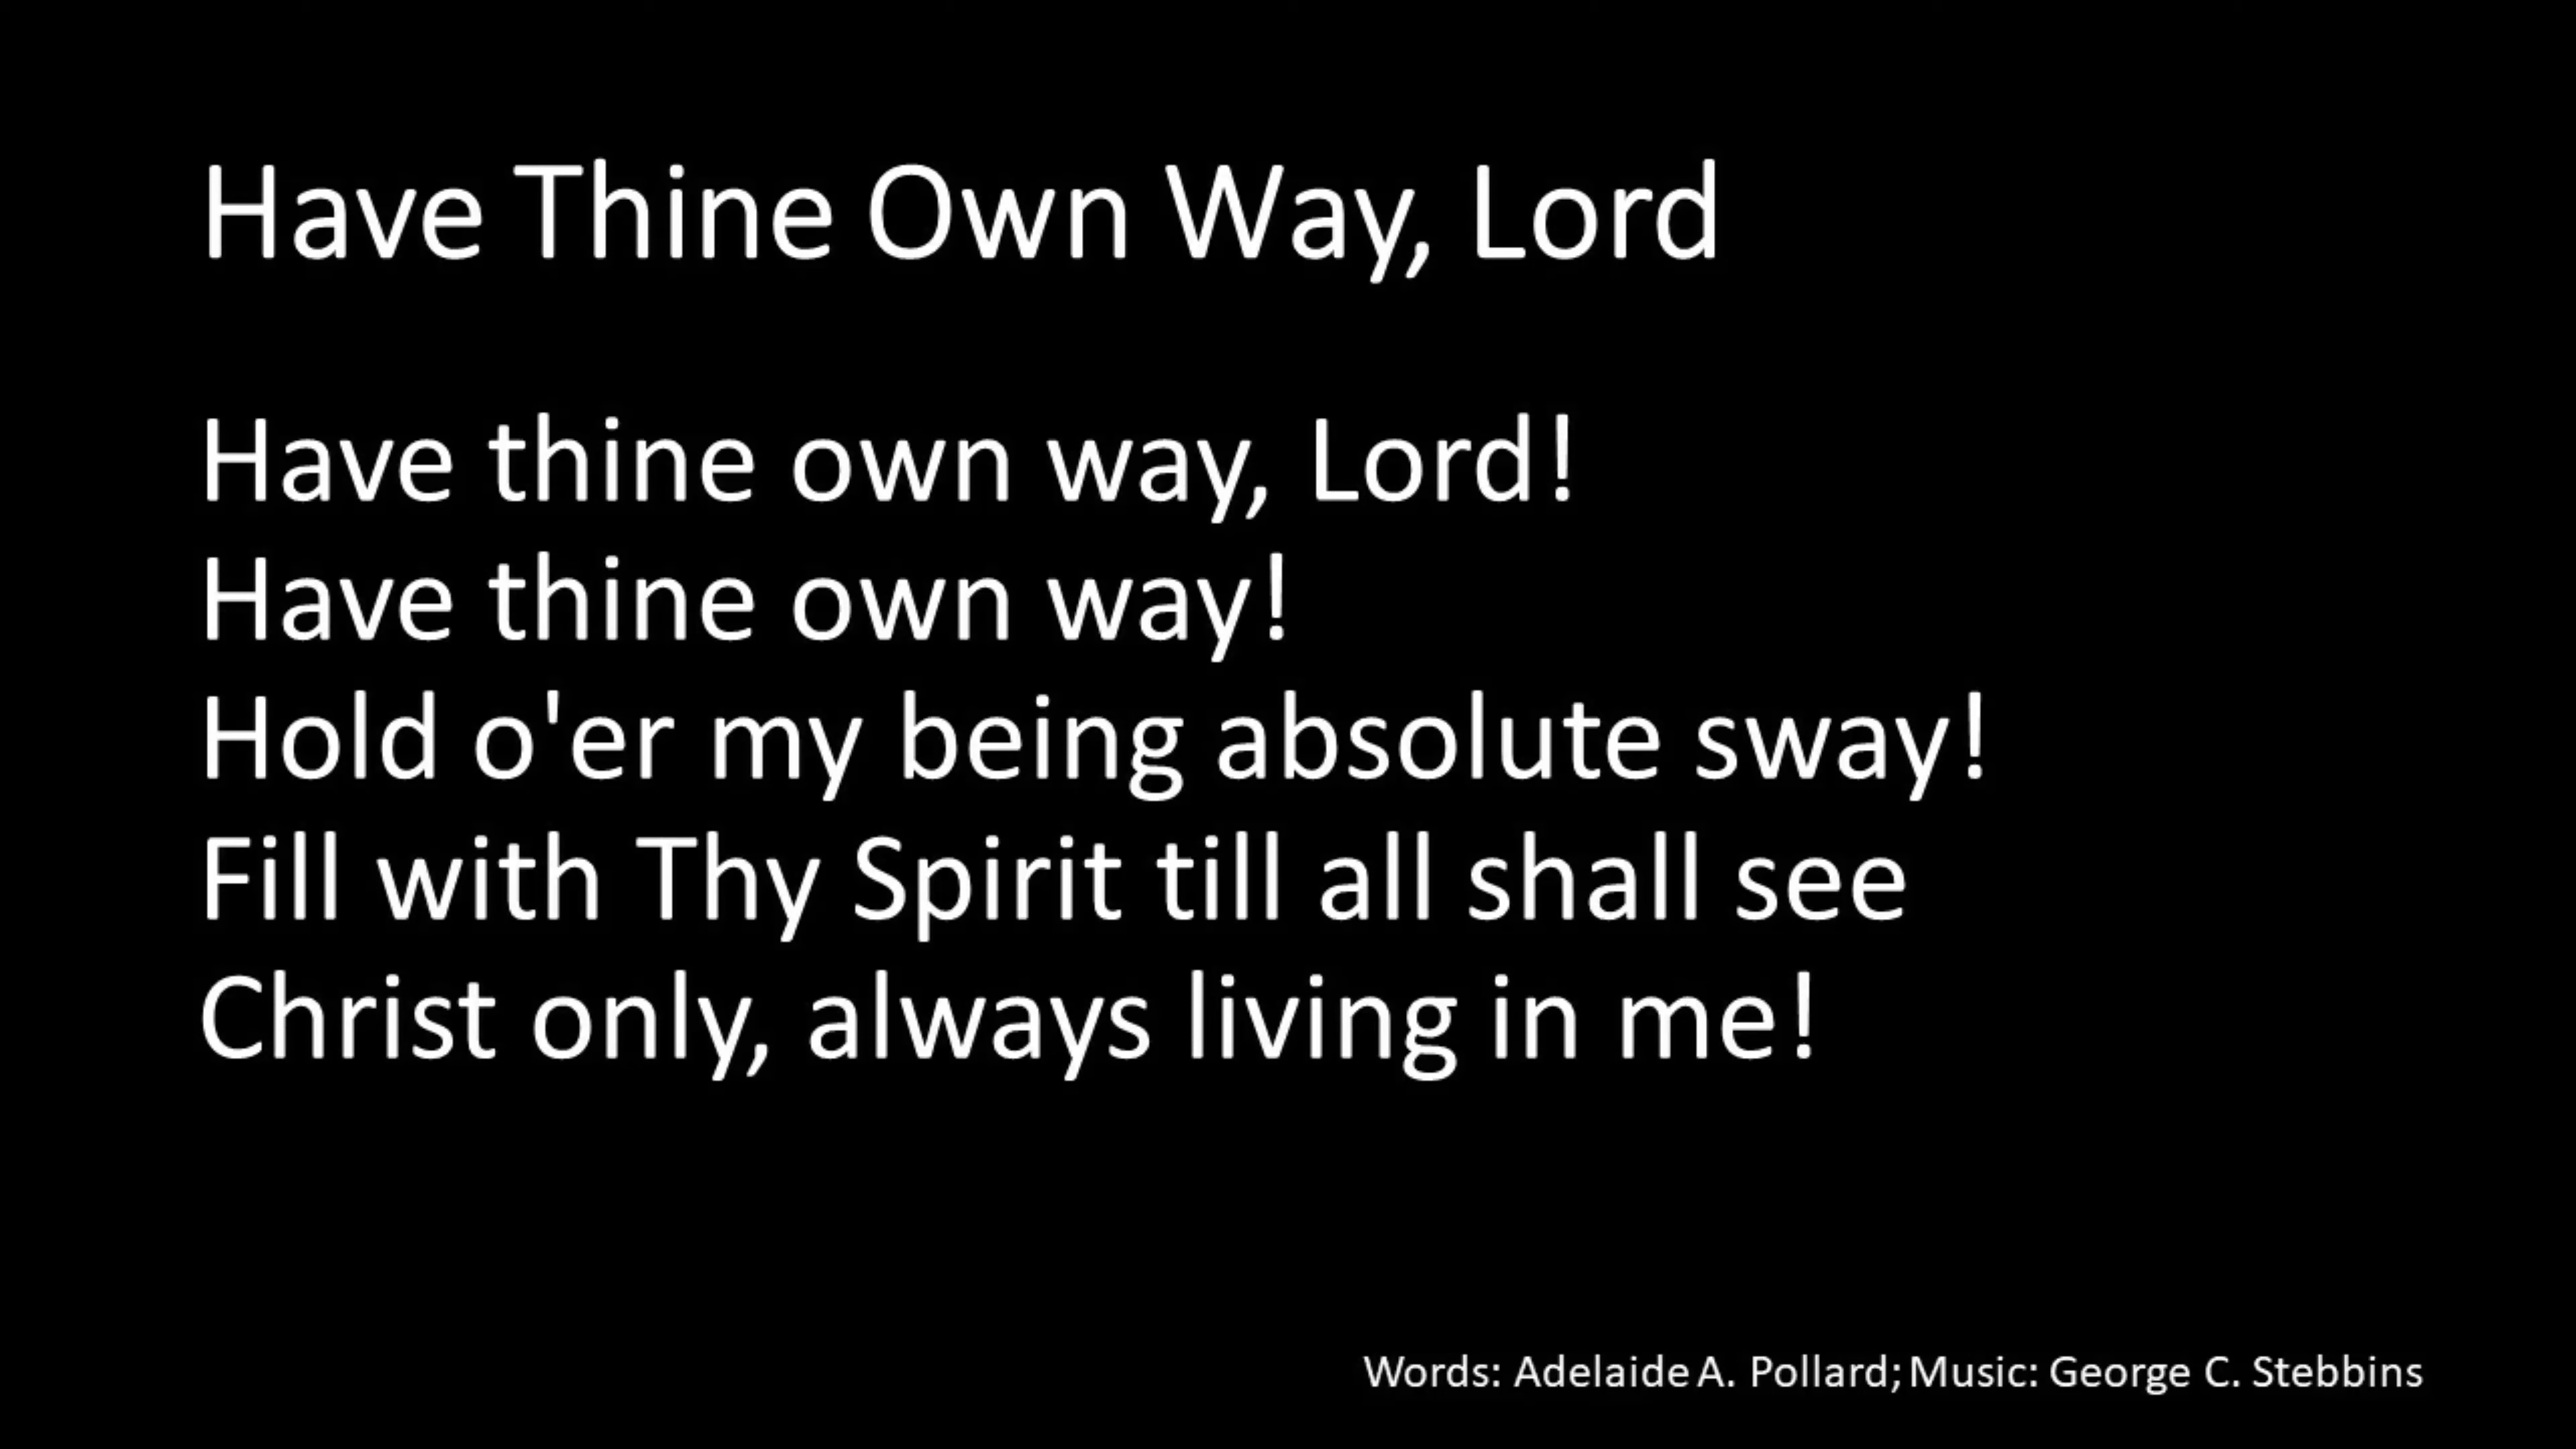 Have Thine Own Way, Lord
Have thine own way, Lord!
Have thine own way!
Hold o'er my being absolute sway!
Fill with Thy Spirit till all shall see
Christ only, always living in me!
Words: Adelaide A. Pollard; Music: George C. Stebbins